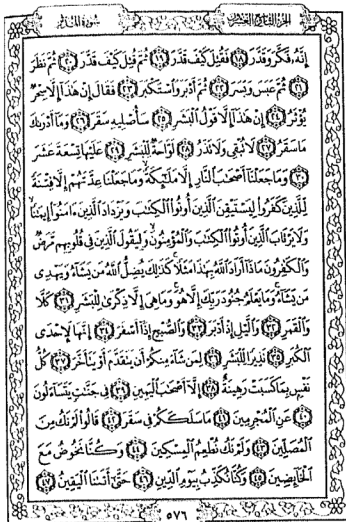 الجزء التاسع والعشرون سورة المدثر
إِنَّهُۥ فَكَّرَ وَقَدَّرَ ١٨ فَقُتِلَ كَيْفَ قَدَّرَ ١٩ ثُمَّ قُتِلَ كَيْفَ قَدَّرَ ٢٠ ثُمَّ نَظَرَ
٢١ ثُمَّ عَبَسَ وَبَسَرَ ٢٢ ثُمَّ أَدْبَرَ وَٱسْتَكْبَرَ ٢٣ فَقَالَ إِنْ هَٰذَآ إِلَّا سِحْرٌ
يُؤْثَرُ ٢٤ إِنْ هَٰذَآ إِلَّا قَوْلُ ٱلْبَشَرِ ٢٥ سَأُصْلِيهِ سَقَرَ ٢٦ وَمَآ أَدْرَىٰكَ
مَا سَقَرُ ٢٧ لَا تُبْقِى وَلَا تَذَرُ ٢٨ لَوَّاحَةٌ لِّلْبَشَرِ ٢٩ عَلَيْهَا تِسْعَةَ عَشَرَ
٣٠ وَمَا جَعَلْنَآ أَصْحَٰبَ ٱلنَّارِ إِلَّا مَلَٰٓئِكَةً وَمَا جَعَلْنَا عِدَّتَهُمْ إِلَّا فِتْنَةً
لِّلَّذِينَ كَفَرُوا۟ لِيَسْتَيْقِنَ ٱلَّذِينَ أُوتُوا۟ ٱلْكِتَٰبَ وَيَزْدَادَ ٱلَّذِينَ ءَامَنُوٓا۟ إِيمَٰنًا
وَلَا يَرْتَابَ ٱلَّذِينَ أُوتُوا۟ ٱلْكِتَٰبَ وَٱلْمُؤْمِنُونَ وَلِيَقُولَ ٱلَّذِينَ فِى قُلُوبِهِم مَّرَضٌ
وَٱلْكَٰفِرُونَ مَاذَآ أَرَادَ ٱللَّهُ بِهَٰذَا مَثَلًا كَذَٰلِكَ يُضِلُّ ٱللَّهُ مَن يَشَآءُ وَيَهْدِى
مَن يَشَآءُ وَمَا يَعْلَمُ جُنُودَ رَبِّكَ إِلَّا هُوَ وَمَا هِىَ إِلَّا ذِكْرَىٰ لِلْبَشَرِ ٣١ كَلَّا
وَٱلْقَمَرِ ٣٢ وَٱلَّيْلِ إِذْ أَدْبَرَ ٣٣ وَٱلصُّبْحِ إِذَآ أَسْفَرَ ٣٤ إِنَّهَا لَإِحْدَى
ٱلْكُبَرِ ٣٥ نَذِيرًا لِّلْبَشَرِ ٣٦ لِمَن شَآءَ مِنكُمْ أَن يَتَقَدَّمَ أَوْ يَتَأَخَّرَ ٣٧ كُلُّ
نَفْسٍۭ بِمَا كَسَبَتْ رَهِينَةٌ ٣٨ إِلَّآ أَصْحَٰبَ ٱلْيَمِينِ ٣٩ فِى جَنَّٰتٍ يَتَسَآءَلُونَ
٤٠ عَنِ ٱلْمُجْرِمِينَ ٤١ مَا سَلَكَكُمْ فِى سَقَرَ ٤٢ قَالُوا۟ لَمْ نَكُ مِنَ
ٱلْمُصَلِّينَ ٤٣ وَلَمْ نَكُ نُطْعِمُ ٱلْمِسْكِينَ ٤٤ وَكُنَّا نَخُوضُ مَعَ
ٱلْخَآئِضِينَ ٤٥ وَكُنَّا نُكَذِّبُ بِيَوْمِ ٱلدِّينِ ٤٦ حَتَّىٰٓ أَتَىٰنَا ٱلْيَقِينُ ٤٧
٥٧٦